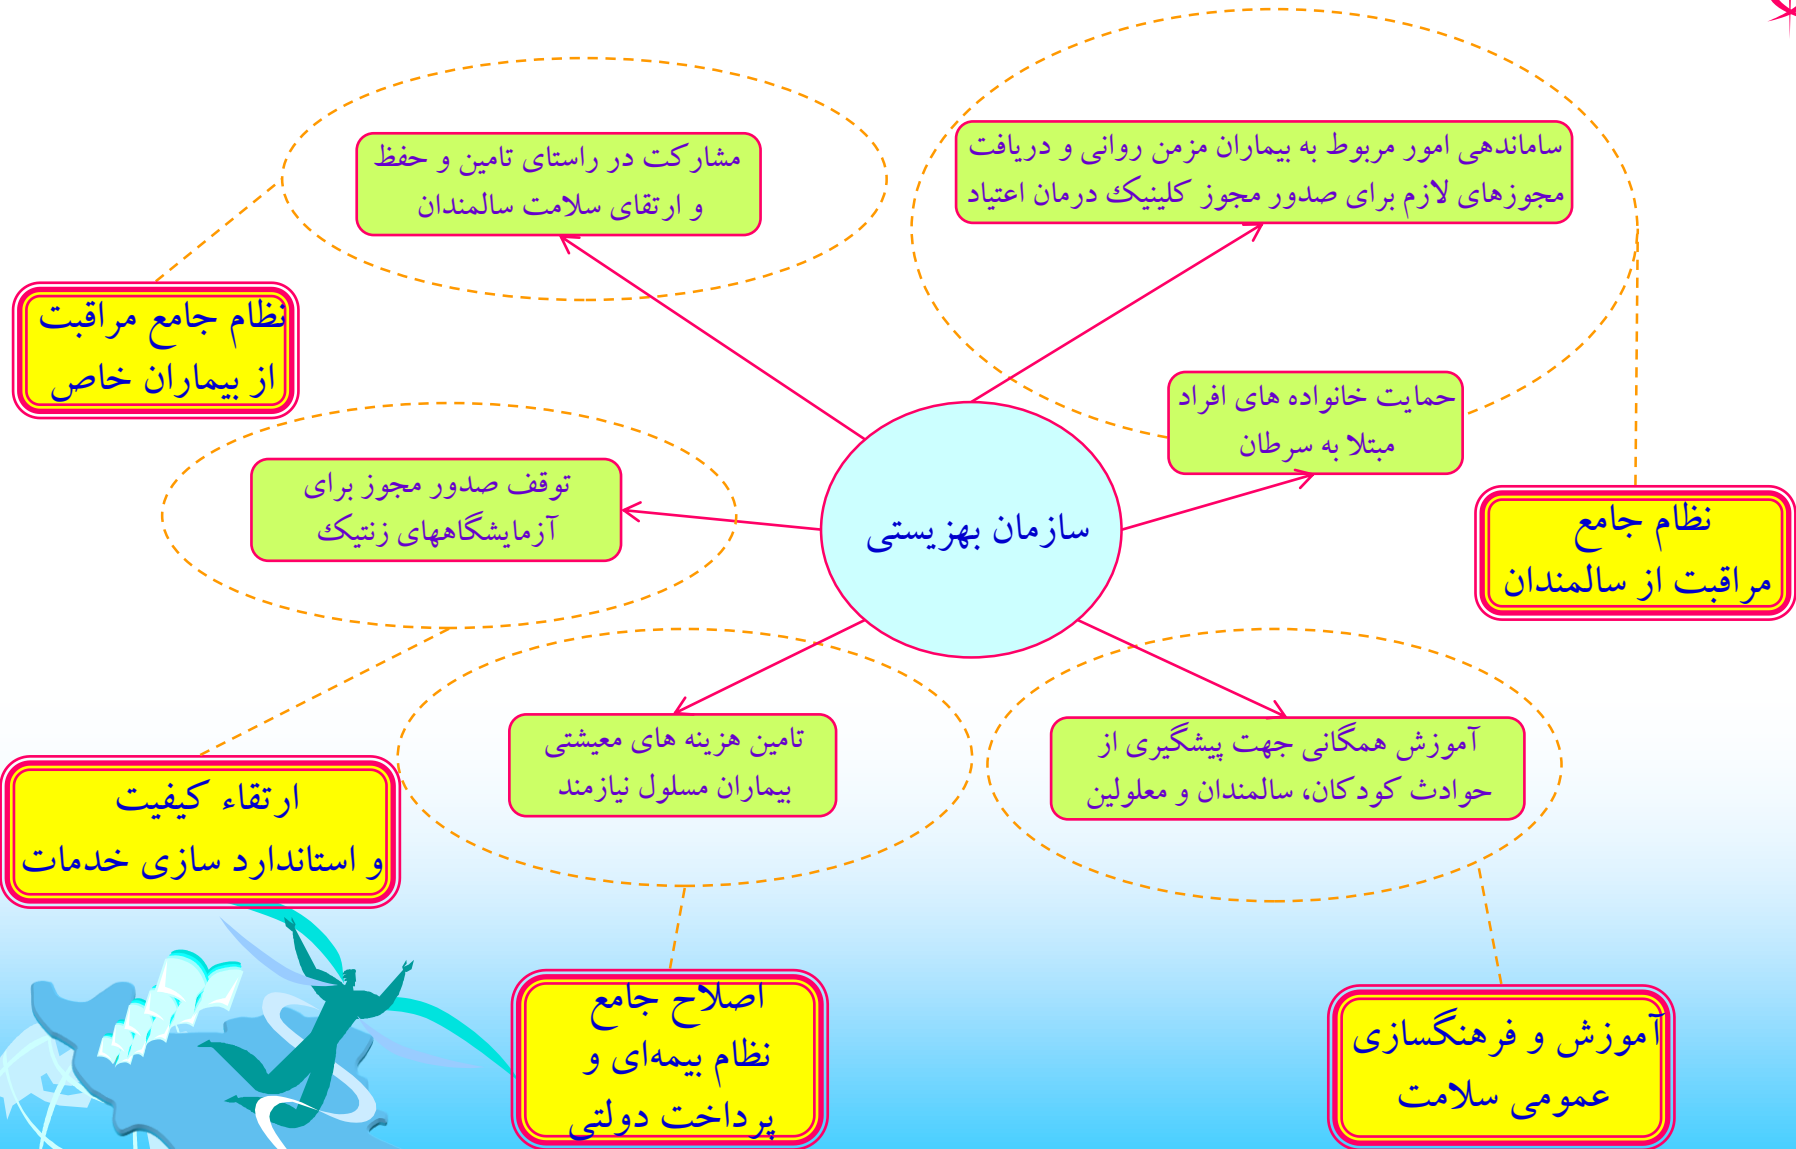 ساماندهی امور مربوط به بیماران مزمن روانی و دریافت
مجوزهای لازم برای صدور مجوز کلینیک درمان اعتیاد
مشارکت در راستای تامین و حفظ
و ارتقای سلامت سالمندان
نظام جامع مراقبت
از بیماران خاص
حمایت خانواده های افراد
مبتلا به سرطان
توقف صدور مجوز برای
آزمایشگاههای زنتیک
سازمان بهزیستی
نظام جامع
مراقبت از سالمندان
آموزش همگانی جهت پیشگیری از
حوادث کودکان، سالمندان و معلولین
تامین هزینه های معیشتی
بیماران مسلول نیازمند
ارتقاء کیفیت
و استاندارد سازی خدمات
آموزش و فرهنگسازی
عمومی سلامت
اصلاح جامع
نظام بیمه‌ای و
پرداخت دولتی